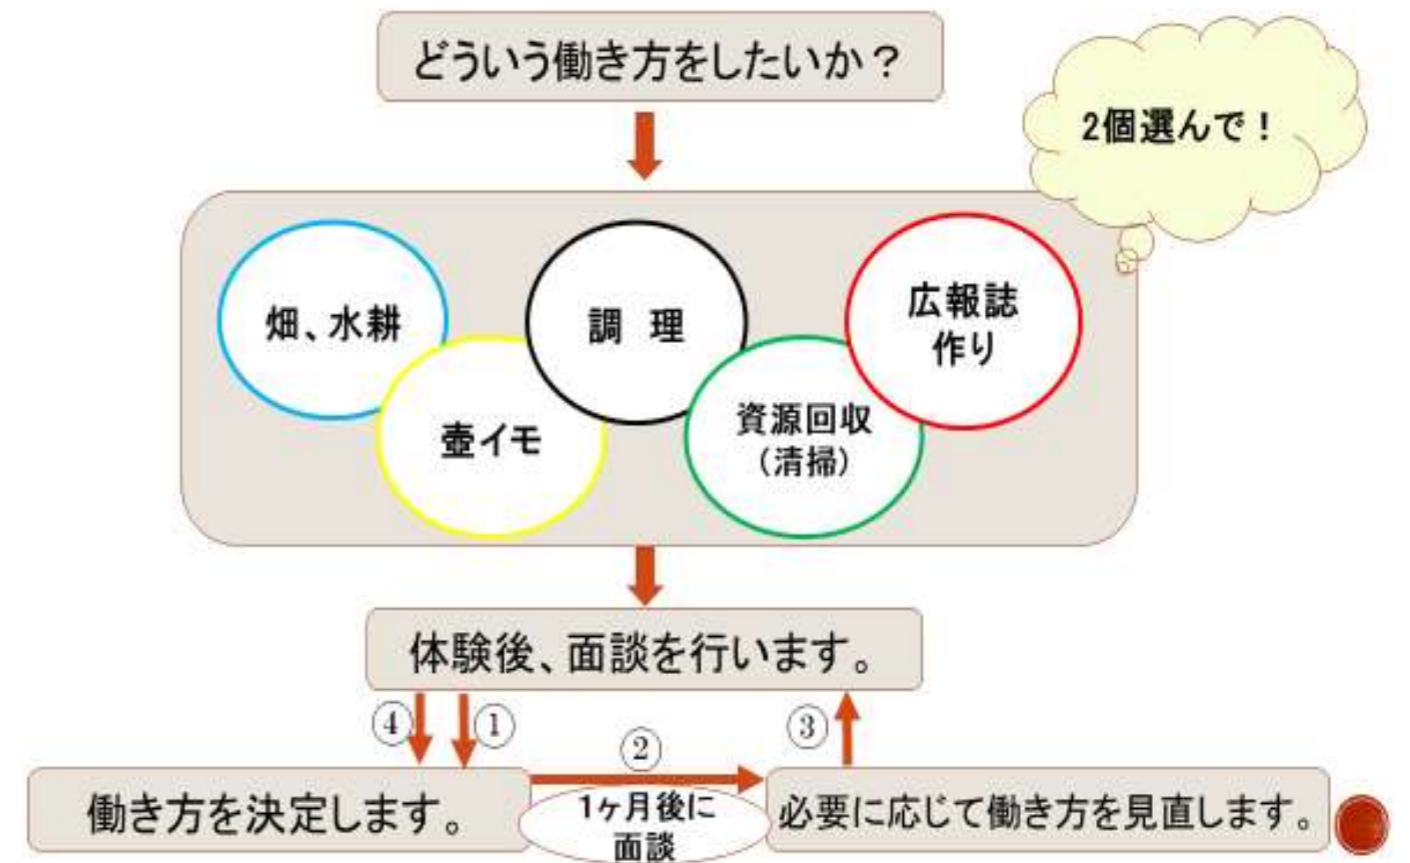 どういう働き方をしたいか？
2個選んで！
畑、水耕
調　理
広報誌
作り
壺イモ
資源回収
（清掃）
体験後、面談を行います。
④
①
③
②
働き方を決定します。
1ヶ月後に
面談
必要に応じて働き方を見直します。